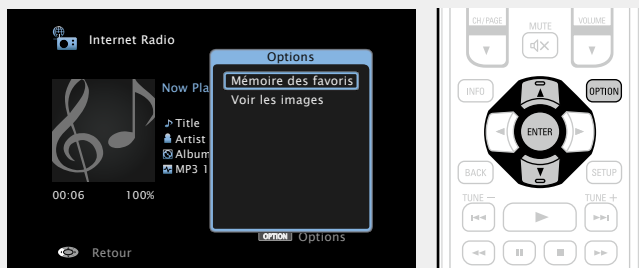 Internet Radio
Options
Mémoire des favoris
Voir les images
Now Pla
Title
Artist
Album
MP3 1
00:06 100%
OPTION Options
Retour
CH/PAGE MUTE VOLUME
INFO OPTION
ENTER
BACK SETUP
TUNE − TUNE +